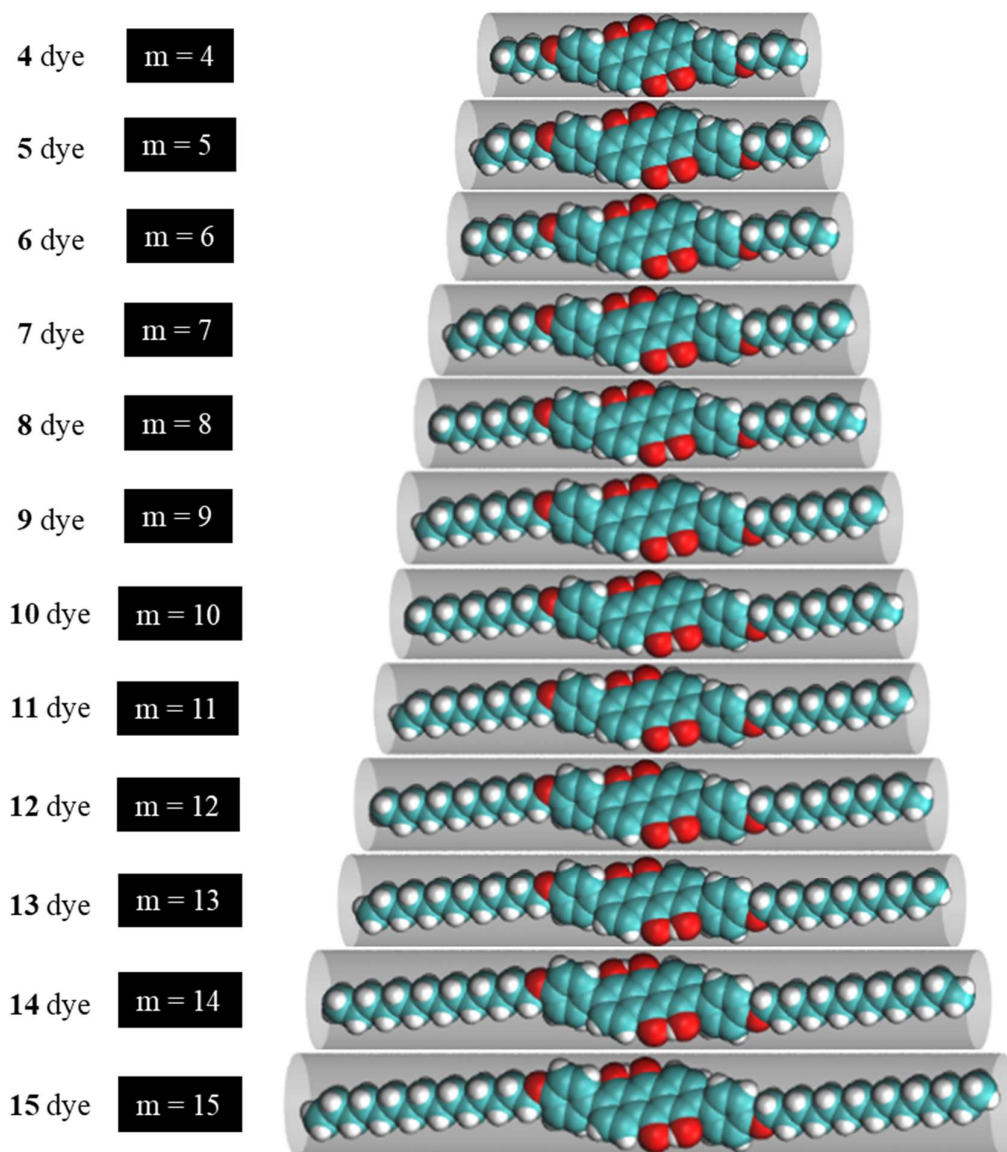 4 dye m = 4
5 dye m = 5
6 dye m = 6
7 dye m = 7
8 dye m = 8
9 dye m = 9
10 dye m = 10
11 dye m = 11
12 dye m = 12
13 dye m = 13
14 dye m = 14
15 dye m = 15